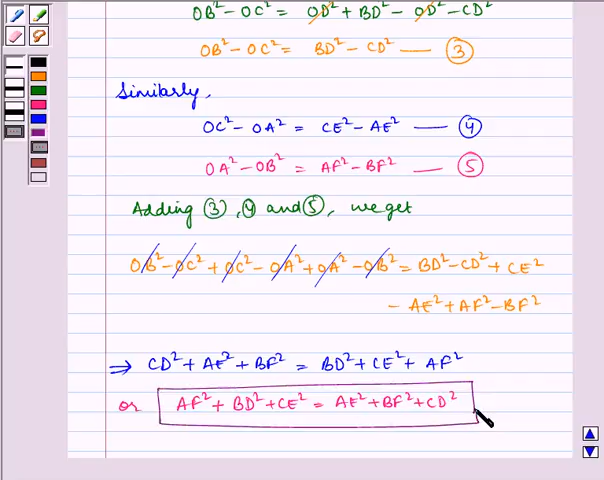 OB² - OC² = OD² + BD² - OD² - CD²
OB² - OC² = BD² - CD² —— ③
Similarly,
OC² - OA² = CE² - AE² —— ④
OA² - OB² = AF² - BF² —— ⑤
Adding ③, ④ and ⑤, we get
OB² - OC² + OC² - OA² + OA² - OB² = BD² - CD² + CE²
- AE² + AF² - BF²
⇒ CD² + AE² + BF² = BD² + CE² + AF²
or AF² + BD² + CE² = AE² + BF² + CD²